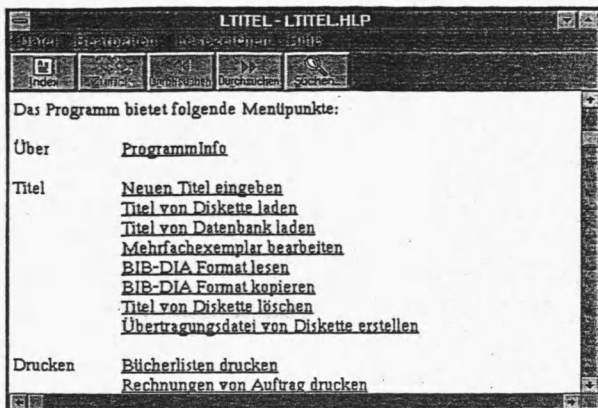 LTITEL - LTITEL.HLP
Datei Bearbeiten Lesezeichen Hilfe
Index Zurück Durchsuchen Durchsuchen Suchen
Das Programm bietet folgende Menüpunkte:
Über ProgrammInfo
Titel Neuen Titel eingeben
Titel von Diskette laden
Titel von Datenbank laden
Mehrfachexemplar bearbeiten
BIB-DIA Format lesen
BIB-DIA Format kopieren
Titel von Diskette löschen
Übertragungsdatei von Diskette erstellen
Drucken Bücherlisten drucken
Rechnungen von Auftrag drucken